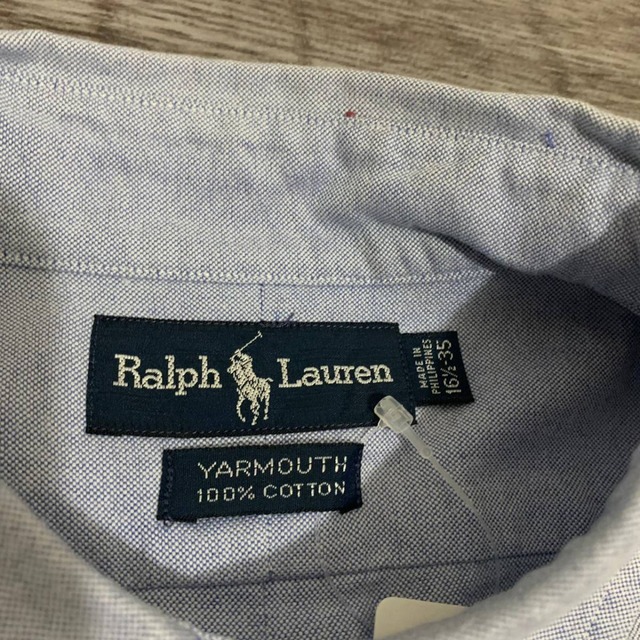 Ralph Lauren
MADE IN
PHILIPPINES
16½-35
YARMOUTH
100% COTTON